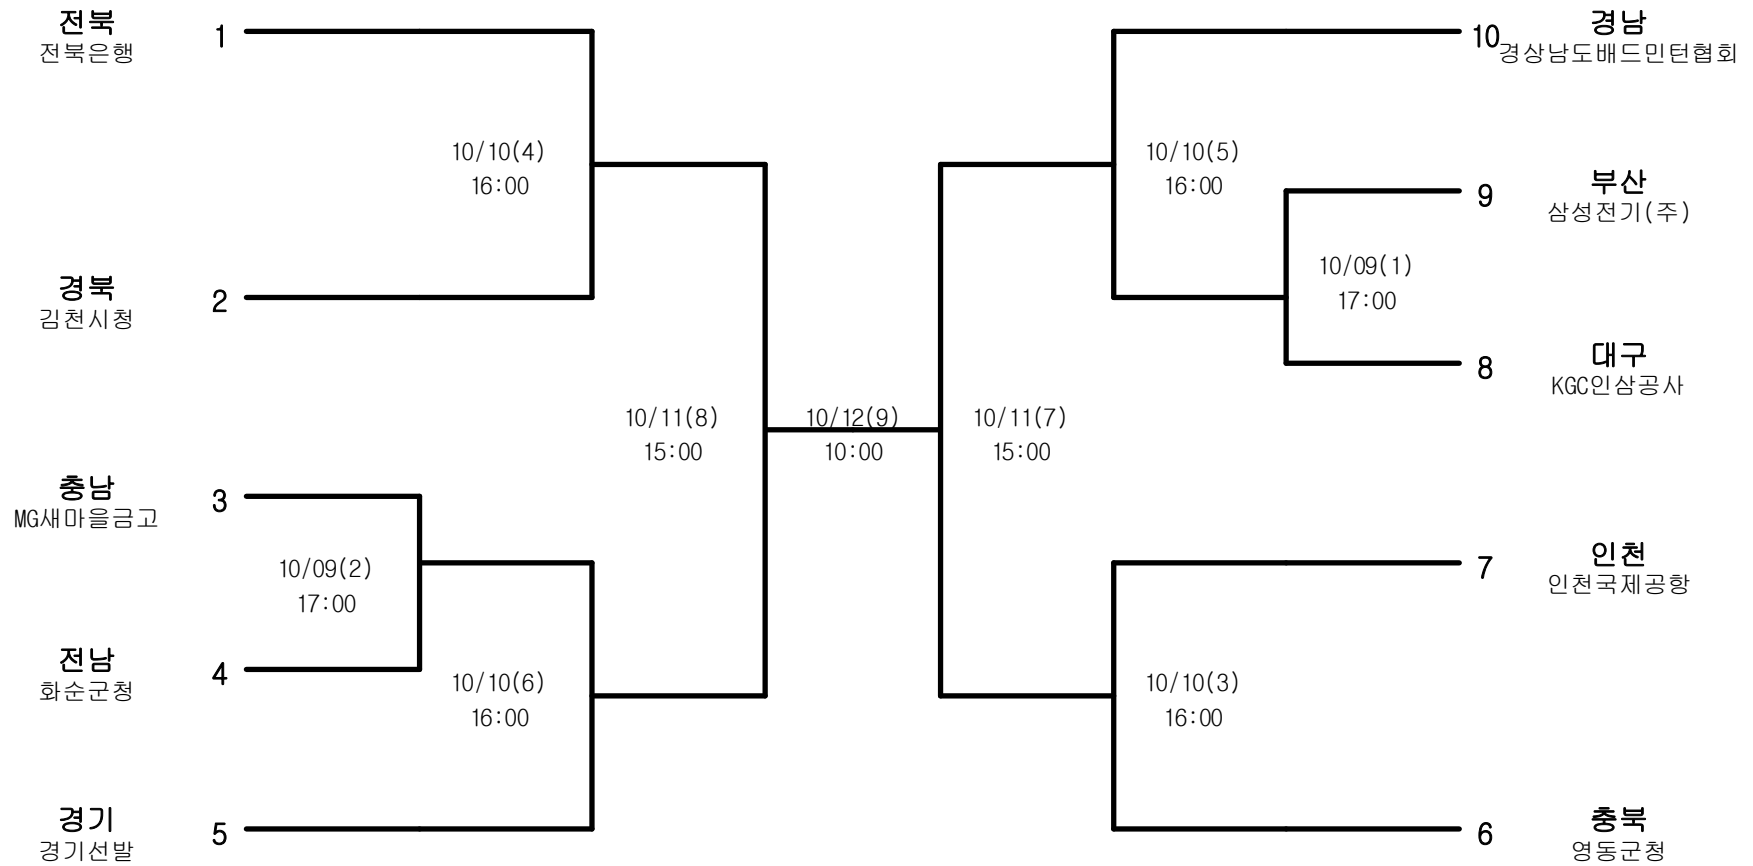 전북
전북은행
1
10/10(4)
16:00
경북
김천시청
2
10/11(8)
15:00
충남
MG새마을금고
3
10/09(2)
17:00
전남
화순군청
4
10/10(6)
16:00
경기
경기선발
5
10/12(9)
10:00
10
경남
경상남도배드민턴협회
10/10(5)
16:00
9
부산
삼성전기(주)
10/09(1)
17:00
8
대구
KGC인삼공사
10/11(7)
15:00
7
인천
인천국제공항
10/10(3)
16:00
6
충북
영동군청